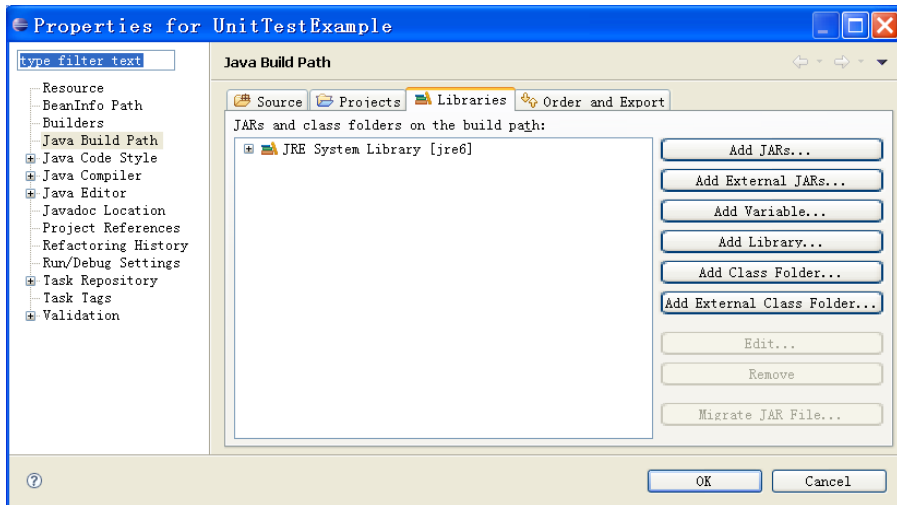 Properties for UnitTestExample
type filter text
Resource
BeanInfo Path
Builders
Java Build Path
Java Code Style
Java Compiler
Java Editor
Javadoc Location
Project References
Refactoring History
Run/Debug Settings
Task Repository
Task Tags
Validation
Java Build Path
Source Projects Libraries Order and Export
JARs and class folders on the build path:
JRE System Library [jre6]
Add JARs...
Add External JARs...
Add Variable...
Add Library...
Add Class Folder...
Add External Class Folder...
Edit...
Remove
Migrate JAR File...
OK Cancel